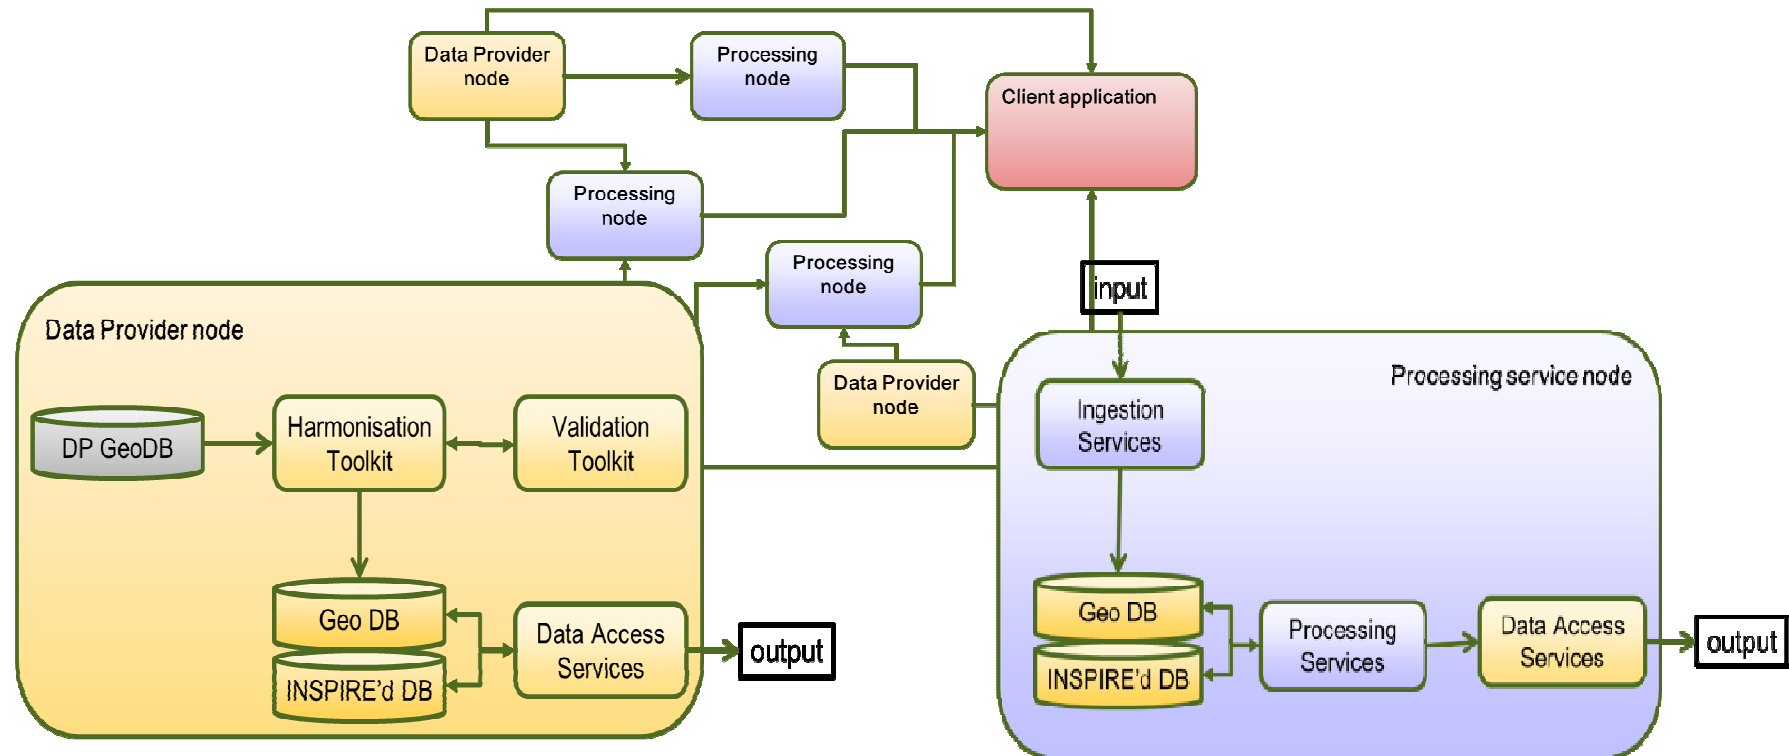 Data Provider
node
Processing
node
Client application
Processing
node
Processing
node
input
Data Provider node
Data Provider
node
Processing service node
DP GeoDB
Harmonisation
Toolkit
Validation
Toolkit
Ingestion
Services
Geo DB
INSPIRE'd DB
Data Access
Services
output
Geo DB
INSPIRE'd DB
Processing
Services
Data Access
Services
output